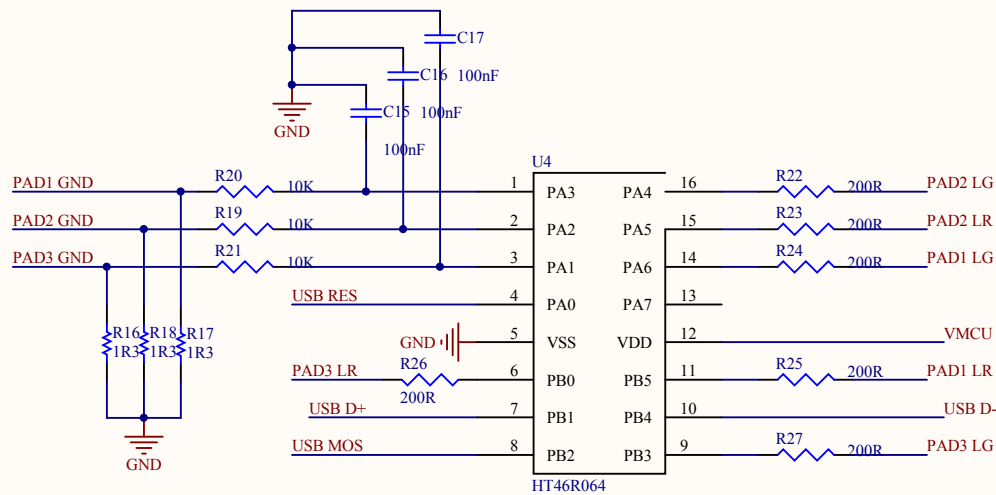 C17
C16 100nF
C15 100nF
GND
100nF
U4
PAD1 GND R20 10K 1 PA3 PA4 16 R22 200R PAD2 LG
PAD2 GND R19 10K 2 PA2 PA5 15 R23 200R PAD2 LR
PAD3 GND R21 10K 3 PA1 PA6 14 R24 200R PAD1 LG
USB RES 4 PA0 PA7 13
R16 R18 R17
1R3 1R3 1R3
GND 5 VSS VDD 12 VMCU
PAD3 LR R26 200R 6 PB0 PB5 11 R25 200R PAD1 LR
USB D+ 7 PB1 PB4 10 USB D-
USB MOS 8 PB2 PB3 9 R27 200R PAD3 LG
GND
HT46R064